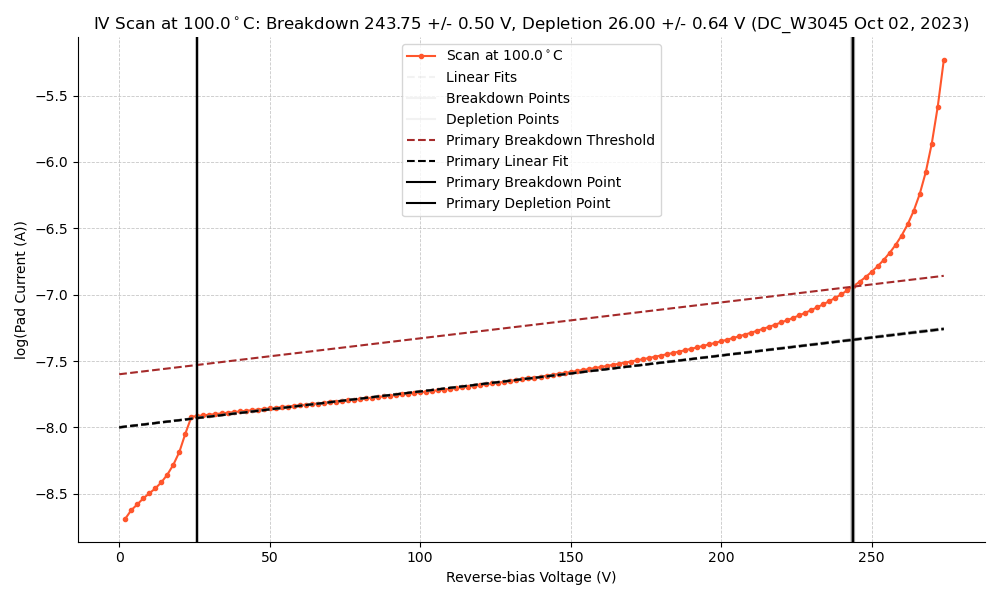 IV Scan at 100.0°C: Breakdown 243.75 +/- 0.50 V, Depletion 26.00 +/- 0.64 V (DC_W3045 Oct 02, 2023)
Scan at 100.0°C
Linear Fits
Breakdown Points
Depletion Points
Primary Breakdown Threshold
Primary Linear Fit
Primary Breakdown Point
Primary Depletion Point
log(Pad Current (A))
−5.5
−6.0
−6.5
−7.0
−7.5
−8.0
−8.5
0 50 100 150 200 250
Reverse-bias Voltage (V)